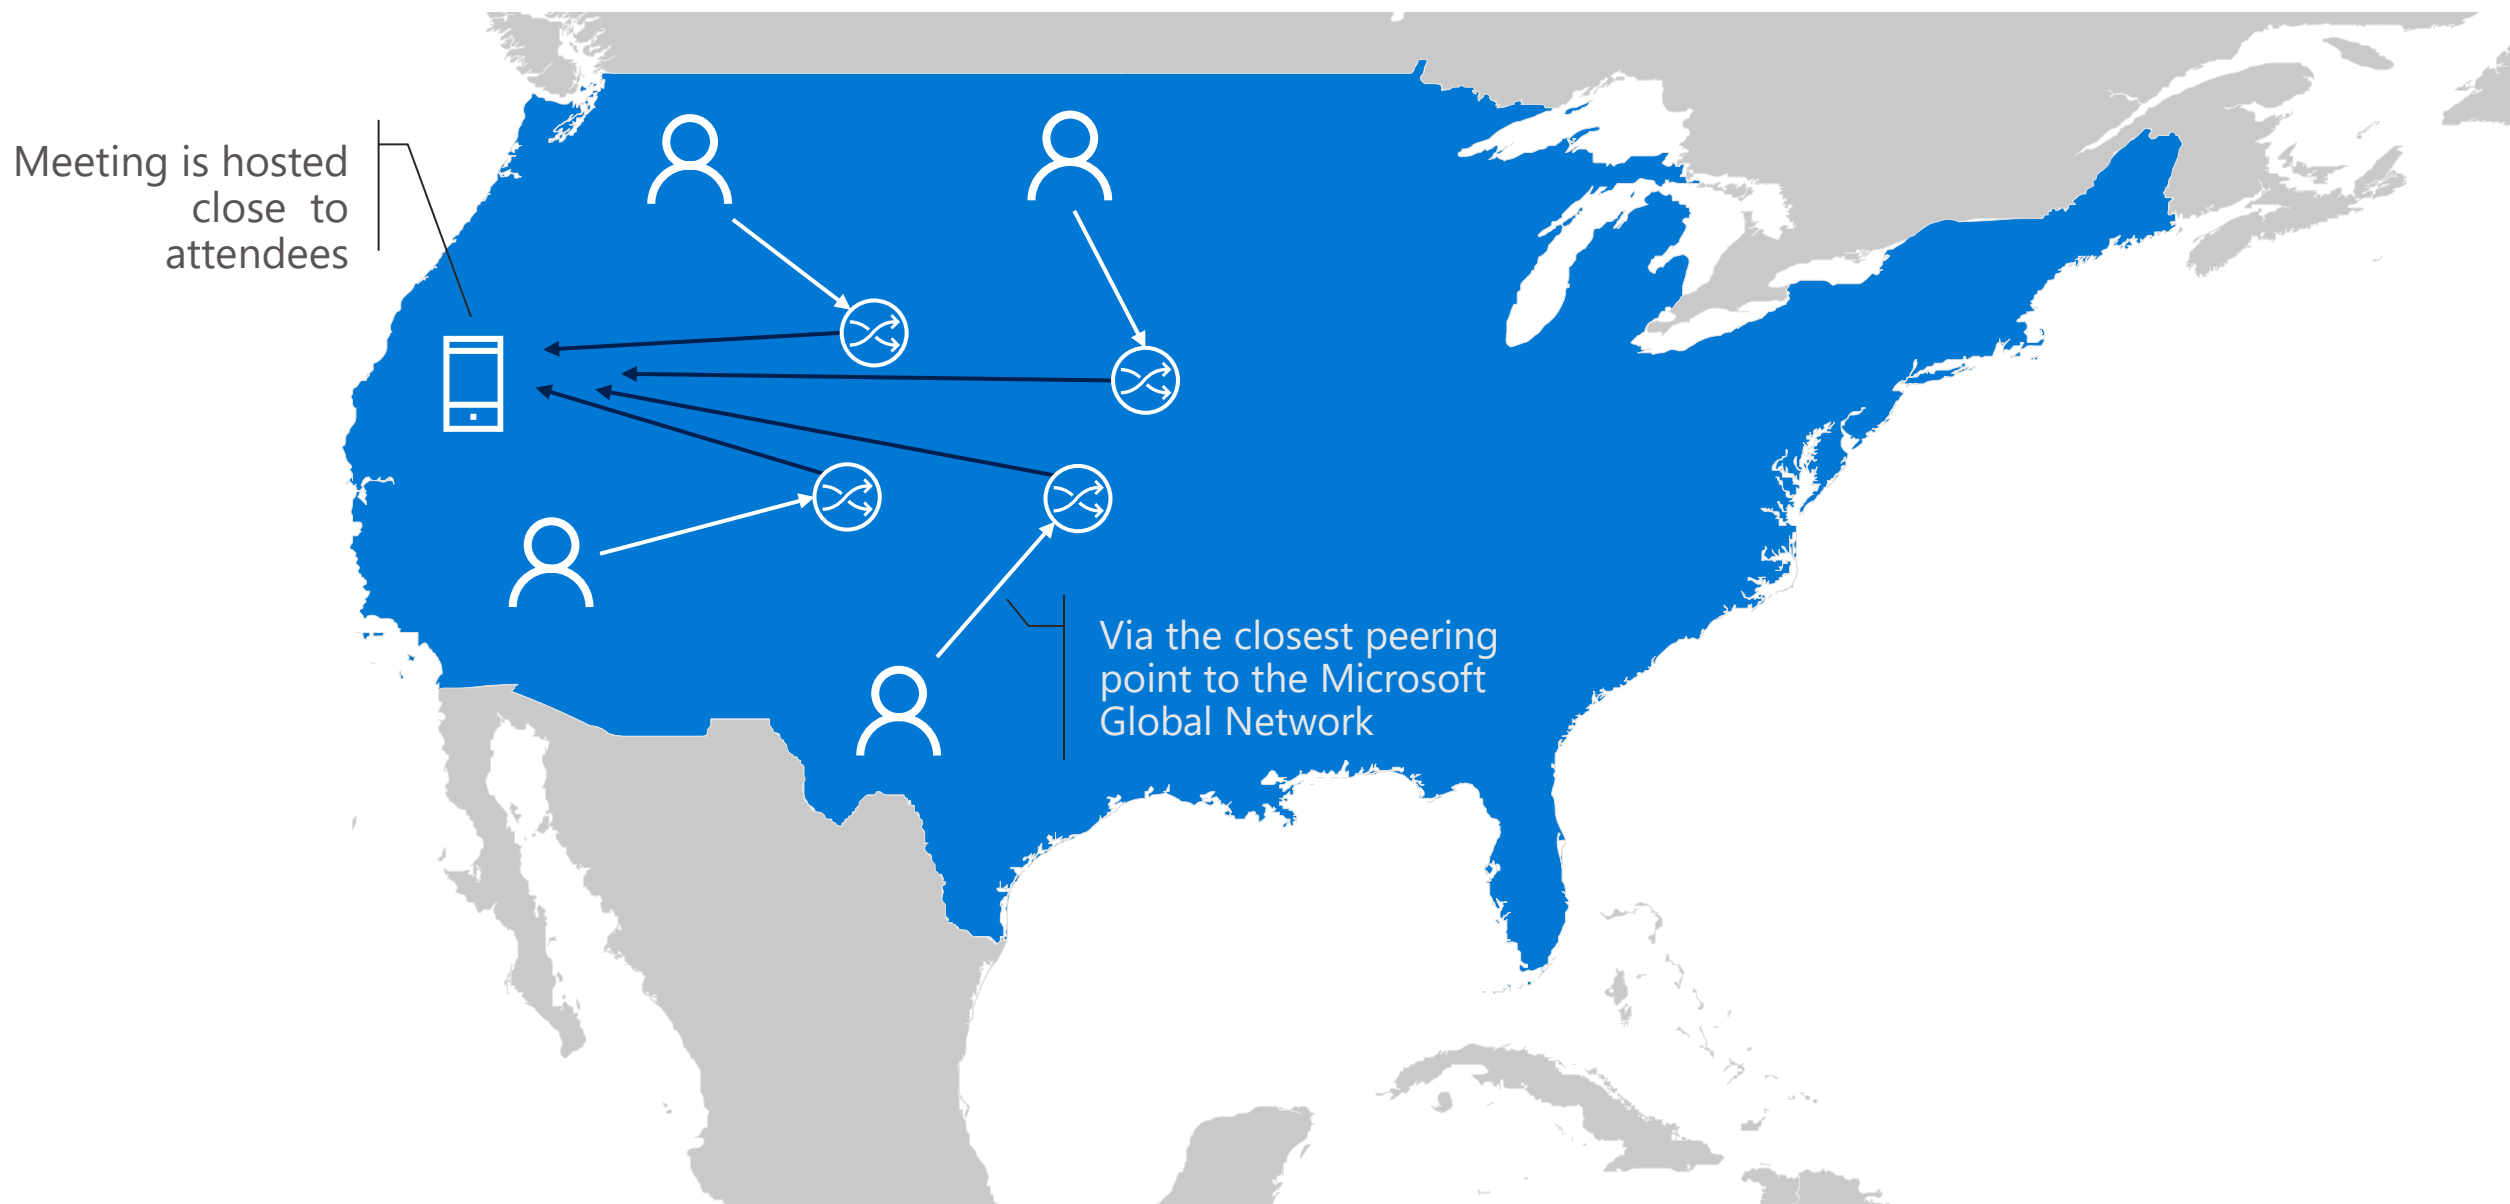 Meeting is hosted
close to
attendees
Via the closest peering
point to the Microsoft
Global Network